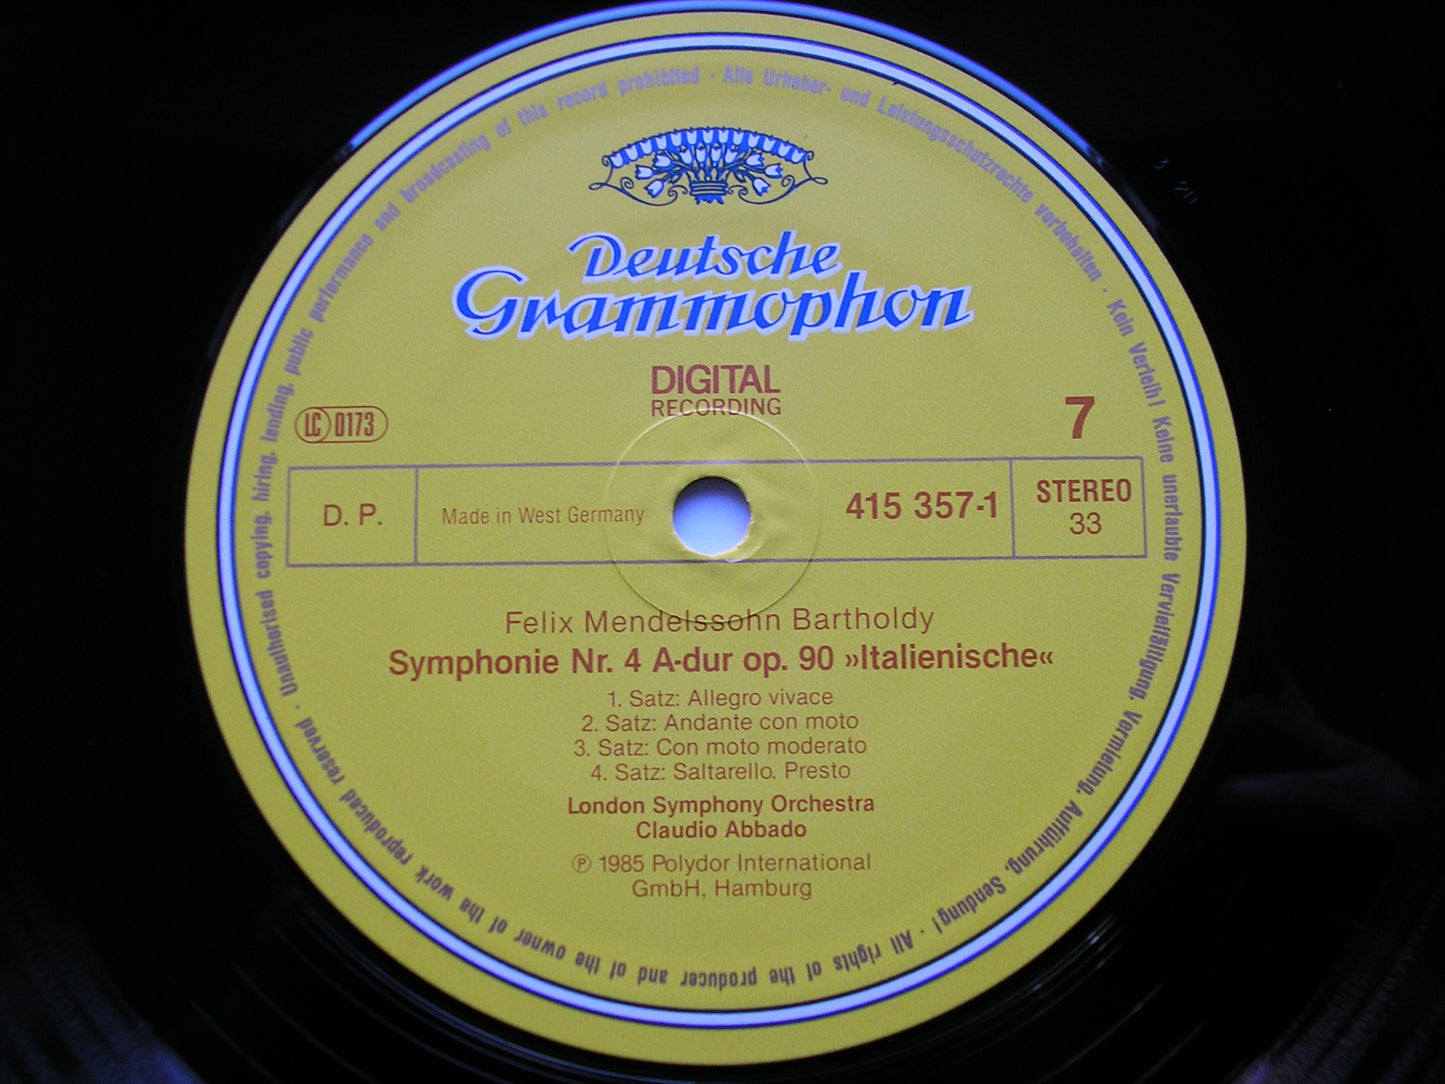 Alle Urheber- und Leistungsschutzrechte vorbehalten · Kein Verleih! Keine unerlaubte Vervielfältigung, Vermietung, Aufführung, Sendung! · All rights of the producer and of the owner of the work reproduced reserved · Unauthorised copying, hiring, lending, public performance and broadcasting of this record prohibited ·
Deutsche
Grammophon
DIGITAL
RECORDING
LC 0173
7
D. P.
Made in West Germany
415 357-1
STEREO
33
Felix Mendelssohn Bartholdy
Symphonie Nr. 4 A-dur op. 90 »Italienische«
1. Satz: Allegro vivace
2. Satz: Andante con moto
3. Satz: Con moto moderato
4. Satz: Saltarello. Presto
London Symphony Orchestra
Claudio Abbado
℗ 1985 Polydor International
GmbH, Hamburg